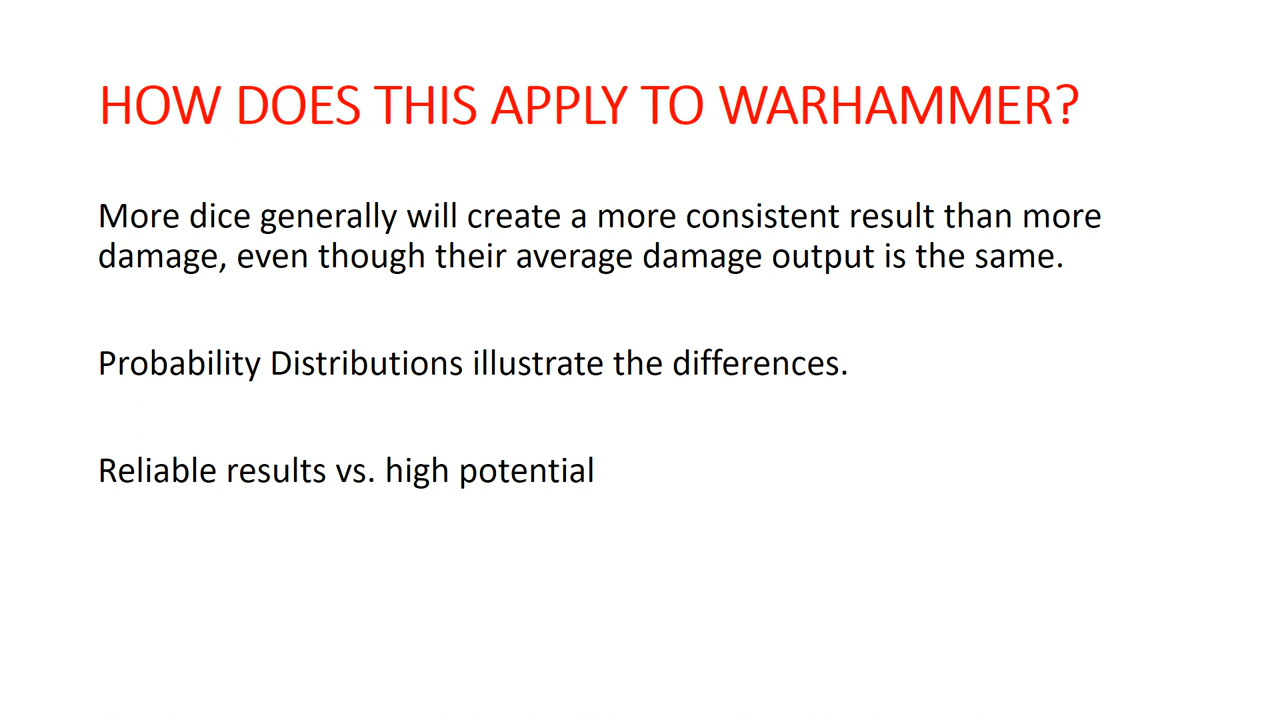 HOW DOES THIS APPLY TO WARHAMMER?
More dice generally will create a more consistent result than more
damage, even though their average damage output is the same.
Probability Distributions illustrate the differences.
Reliable results vs. high potential